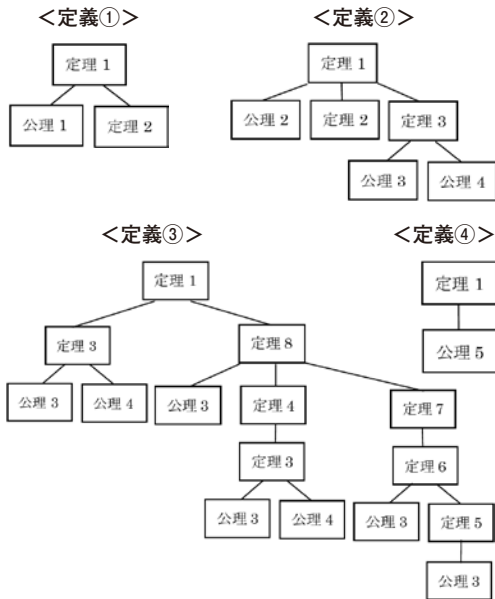 <定義①>
<定義②>
定理 1
公理 1
定理 2
定理 1
公理 2
定理 2
定理 3
公理 3
公理 4
<定義③>
<定義④>
定理 1
定理 3
定理 8
公理 3
公理 4
公理 3
定理 4
定理 7
定理 3
定理 6
公理 3
公理 4
公理 3
定理 5
公理 3
定理 1
公理 5